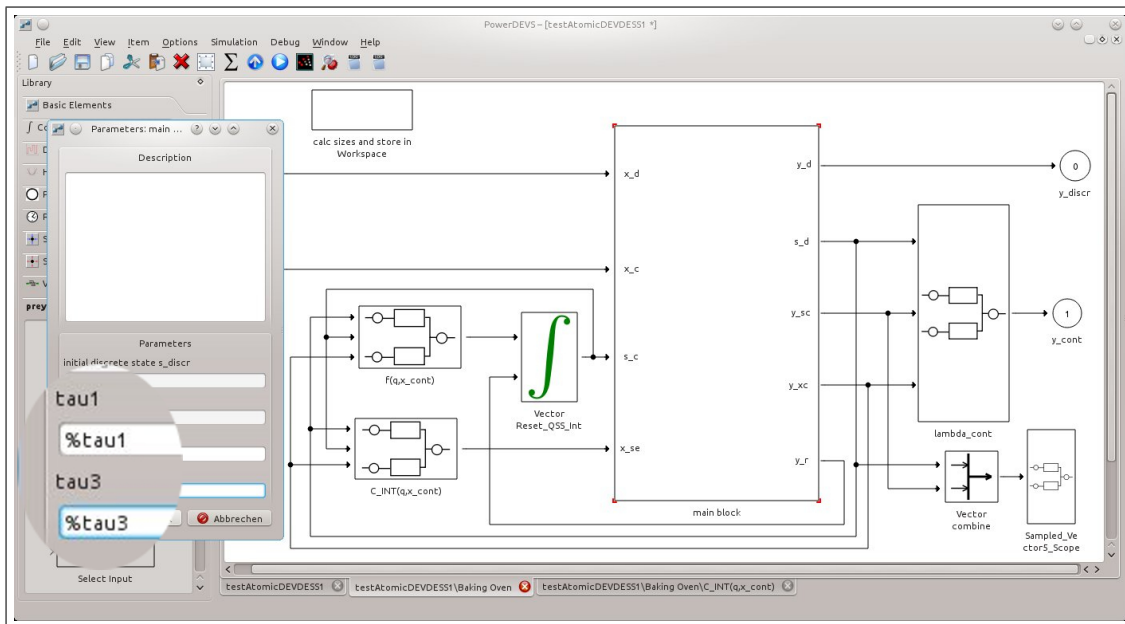 PowerDEVS – [testAtomicDEVDESS1 *]
File Edit View Item Options Simulation Debug Window Help
Library
Basic Elements
Parameters: main ...
Description
prey
Parameters
initial discrete state s_discr
tau1
%tau1
tau3
%tau3
Abbrechen
Select Input
calc sizes and store in
Workspace
x_d
x_c
s_c
x_se
y_d
s_d
y_sc
y_xc
y_r
main block
f(q,x_cont)
C_INT(q,x_cont)
Vector
Reset_QSS_Int
0
y_discr
1
y_cont
lambda_cont
Vector
combine
Sampled_Ve
ctor5_Scope
testAtomicDEVDESS1
testAtomicDEVDESS1\Baking Oven
testAtomicDEVDESS1\Baking Oven\C_INT(q,x_cont)